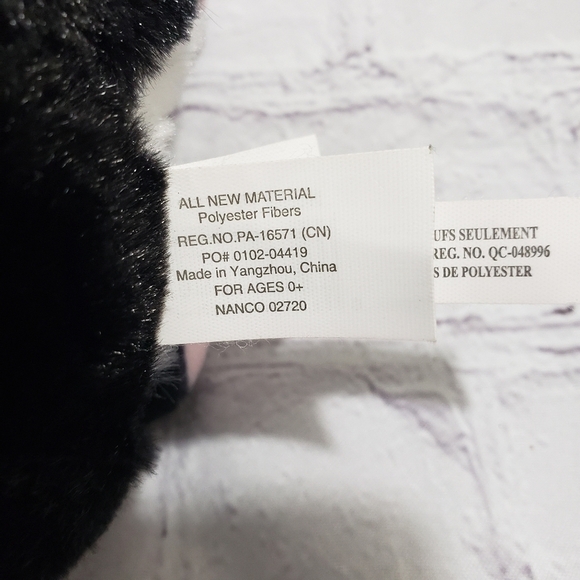 ALL NEW MATERIAL
Polyester Fibers
REG.NO.PA-16571 (CN)
PO# 0102-04419
Made in Yangzhou, China
FOR AGES 0+
NANCO 02720
UFS SEULEMENT
REG. NO. QC-048996
S DE POLYESTER